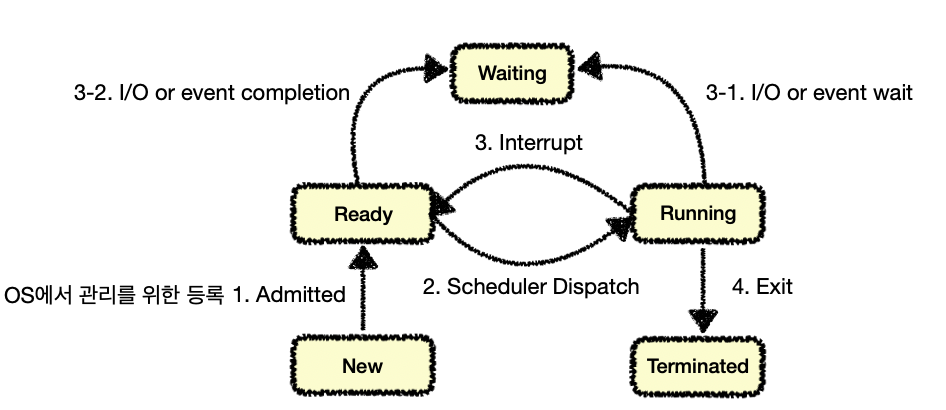 Waiting
3-2. I/O or event completion
3-1. I/O or event wait
3. Interrupt
Ready
Running
2. Scheduler Dispatch
OS에서 관리를 위한 등록 1. Admitted
4. Exit
New
Terminated